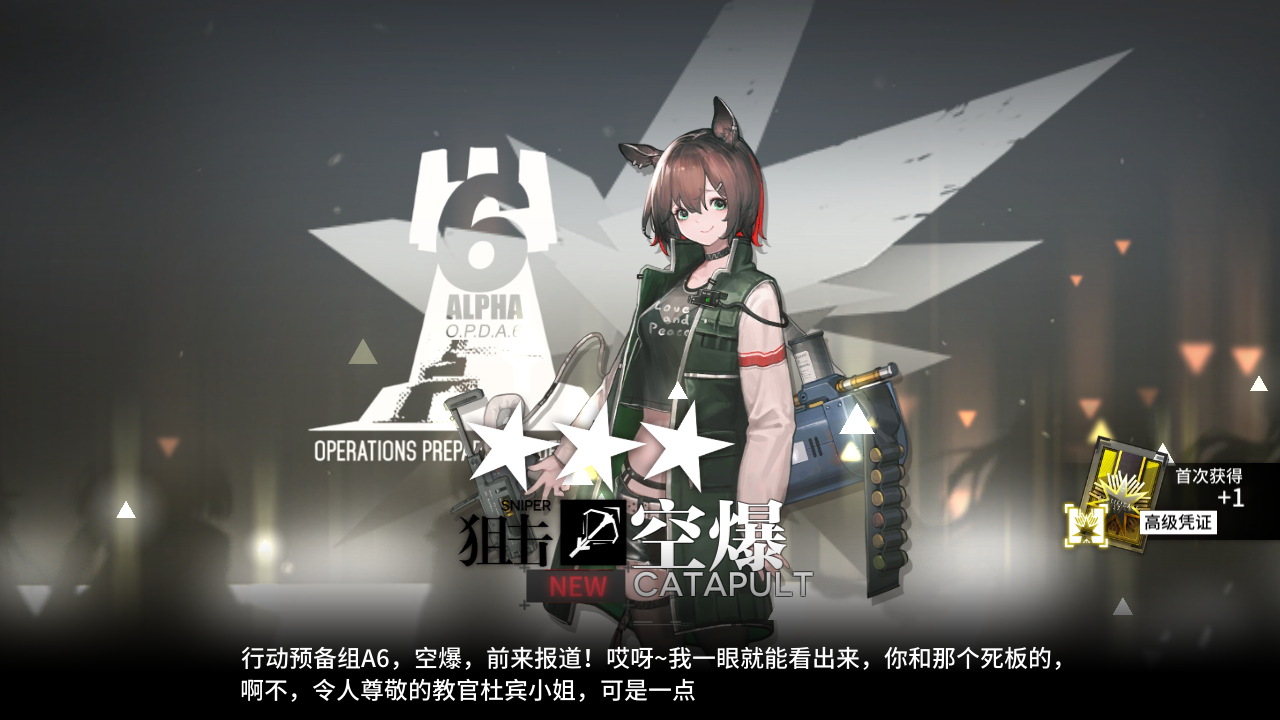 6
ALPHA
O.P.D.A.6
OPERATIONS PREPA
Love
and
Peace
SNIPER
狙击
空爆
NEW
CATAPULT
首次获得
+1
高级凭证
行动预备组A6，空爆，前来报道！哎呀~我一眼就能看出来，你和那个死板的，
啊不，令人尊敬的教官杜宾小姐，可是一点